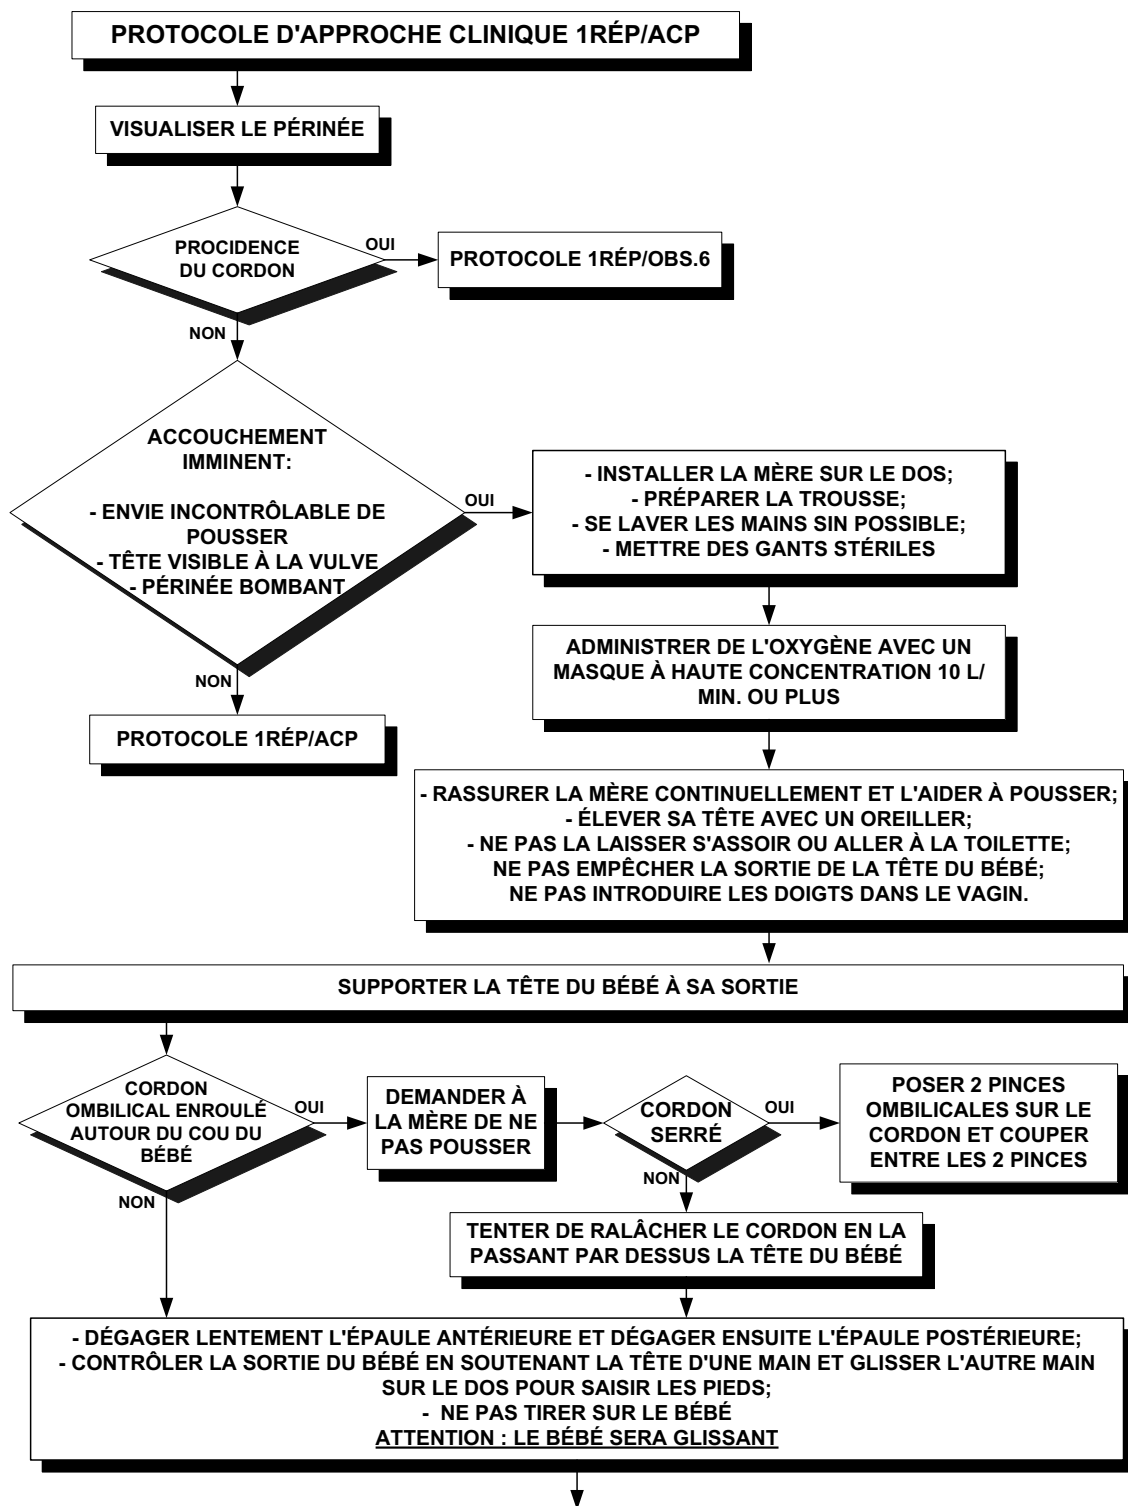 PROTOCOLE D'APPROCHE CLINIQUE 1RÉP/ACP
VISUALISER LE PÉRINÉE
PROCIDENCE
DU CORDON
OUI
PROTOCOLE 1RÉP/OBS.6
NON
ACCOUCHEMENT
IMMINENT:
- ENVIE INCONTRÔLABLE DE
POUSSER
- TÊTE VISIBLE À LA VULVE
- PÉRINÉE BOMBANT
OUI
- INSTALLER LA MÈRE SUR LE DOS;
- PRÉPARER LA TROUSSE;
- SE LAVER LES MAINS SIN POSSIBLE;
- METTRE DES GANTS STÉRILES
ADMINISTRER DE L'OXYGÈNE AVEC UN
MASQUE À HAUTE CONCENTRATION 10 L/
MIN. OU PLUS
NON
PROTOCOLE 1RÉP/ACP
- RASSURER LA MÈRE CONTINUELLEMENT ET L'AIDER À POUSSER;
- ÉLEVER SA TÊTE AVEC UN OREILLER;
- NE PAS LA LAISSER S'ASSOIR OU ALLER À LA TOILETTE;
NE PAS EMPÊCHER LA SORTIE DE LA TÊTE DU BÉBÉ;
NE PAS INTRODUIRE LES DOIGTS DANS LE VAGIN.
SUPPORTER LA TÊTE DU BÉBÉ À SA SORTIE
CORDON
OMBILICAL ENROULÉ
AUTOUR DU COU DU
BÉBÉ
OUI
DEMANDER À
LA MÈRE DE NE
PAS POUSSER
CORDON
SERRÉ
OUI
POSER 2 PINCES
OMBILICALES SUR LE
CORDON ET COUPER
ENTRE LES 2 PINCES
NON
NON
TENTER DE RALÂCHER LE CORDON EN LA
PASSANT PAR DESSUS LA TÊTE DU BÉBÉ
- DÉGAGER LENTEMENT L'ÉPAULE ANTÉRIEURE ET DÉGAGER ENSUITE L'ÉPAULE POSTÉRIEURE;
- CONTRÔLER LA SORTIE DU BÉBÉ EN SOUTENANT LA TÊTE D'UNE MAIN ET GLISSER L'AUTRE MAIN
SUR LE DOS POUR SAISIR LES PIEDS;
- NE PAS TIRER SUR LE BÉBÉ
ATTENTION : LE BÉBÉ SERA GLISSANT